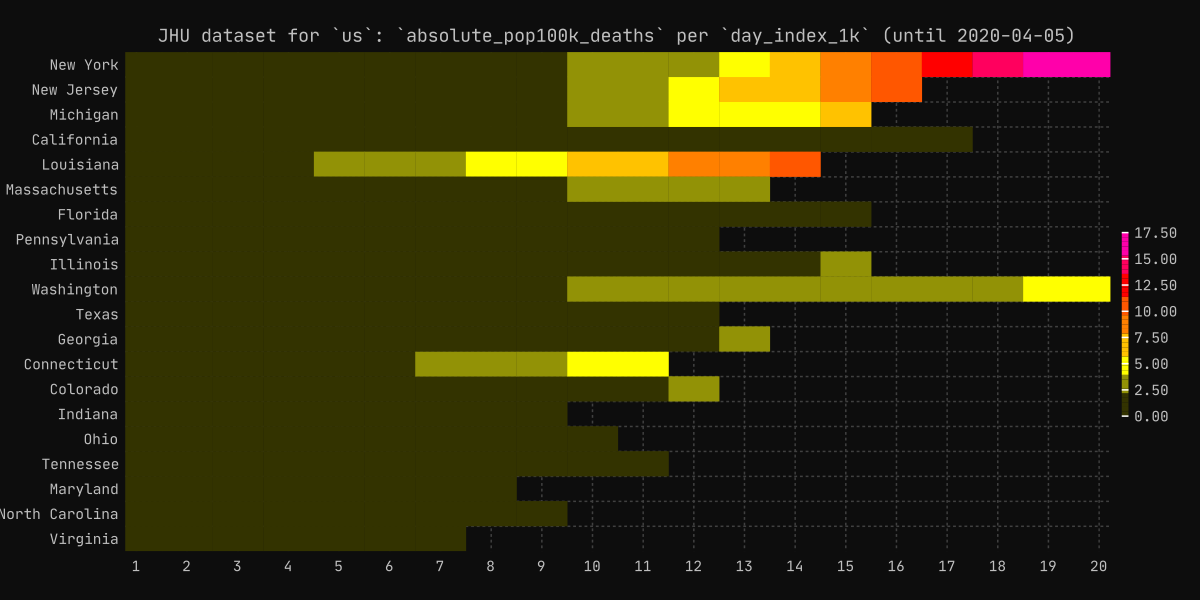 JHU dataset for `us`: `absolute_pop100k_deaths` per `day_index_1k` (until 2020-04-05)
New York
New Jersey
Michigan
California
Louisiana
Massachusetts
Florida
Pennsylvania
Illinois
Washington
Texas
Georgia
Connecticut
Colorado
Indiana
Ohio
Tennessee
Maryland
North Carolina
Virginia
1 2 3 4 5 6 7 8 9 10 11 12 13 14 15 16 17 18 19 20
17.50
15.00
12.50
10.00
7.50
5.00
2.50
0.00